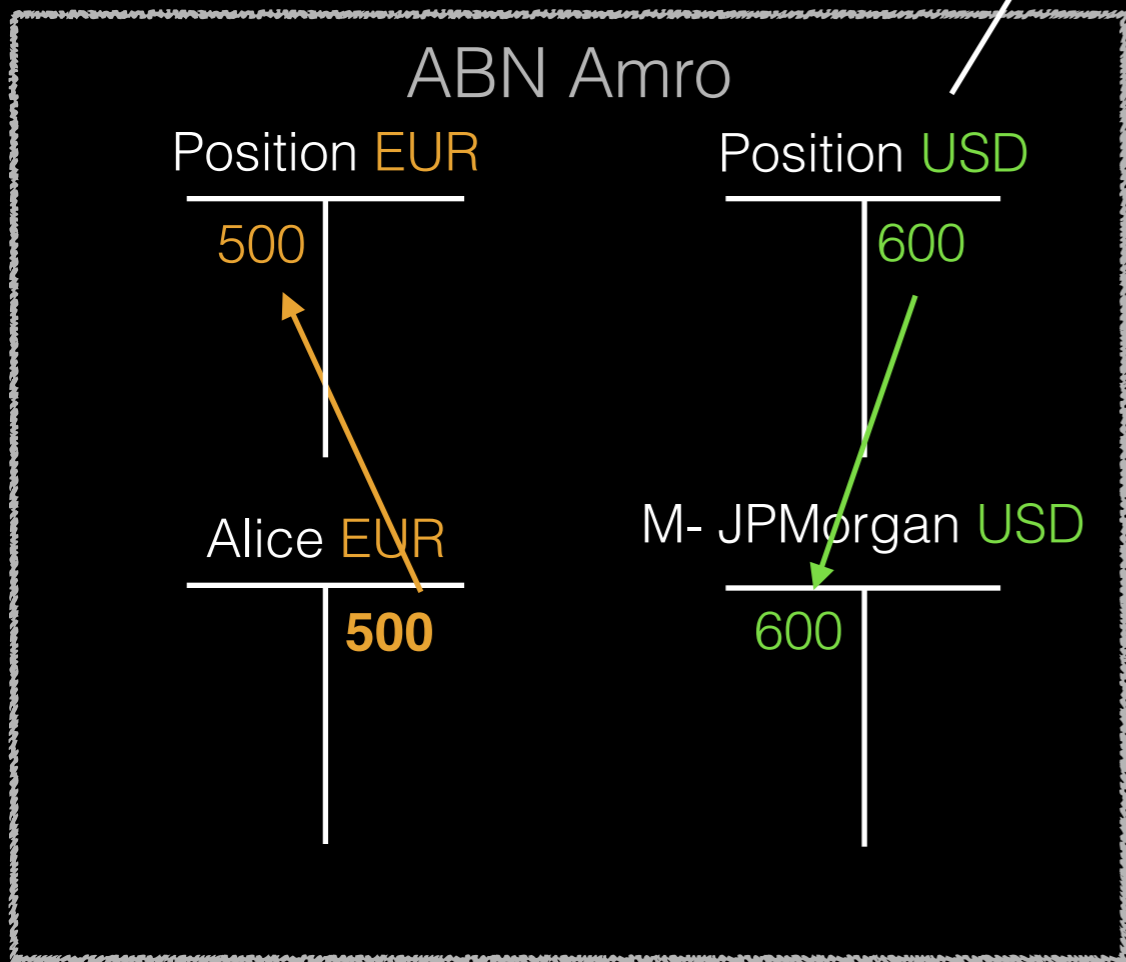 ABN Amro
Position EUR
Position USD
500
600
Alice EUR
M- JPMorgan USD
500
600